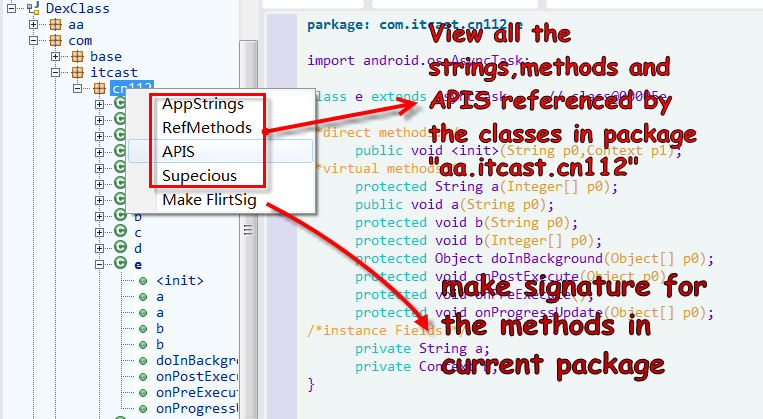 DexClass
aa
com
base
itcast
cn112
AppStrings
RefMethods
APIS
Supecious
Make FlirtSig
b
c
d
e
<init>
a
a
b
b
doInBackgro
onPostExecu
onPreExecut
onProgressU
package: com.itcast.cn112.e
import android.os.AsyncTask;
class e extends AsyncTask
direct methods
public void <init>(String p0,Context p1);
*virtual methods
protected String a(Integer[] p0);
public void a(String p0);
protected void b(String p0);
protected void b(Integer[] p0);
protected Object doInBackground(Object[] p0);
protected void onPostExecute(Object p0)
protected void onPreExecute();
protected void onProgressUpdate(Object[] p0);
/*instance Fields
private String a;
private Context
}
View all the
strings,methods and
APIS referenced by
the classes in package
"aa.itcast.cn112"
make signature for
the methods in
current package